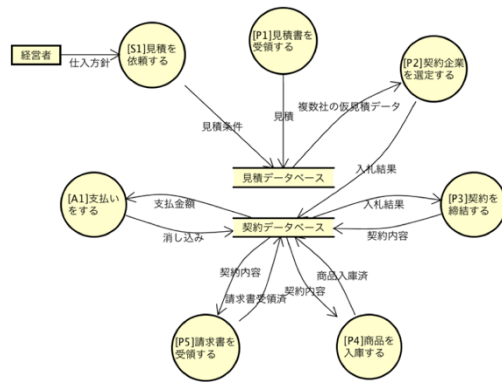 [S1]見積を
依頼する
[P1]見積書を
受領する
経営者
仕入方針
[P2]契約企業
を選定する
複数社の仮見積データ
見積
見積条件
入札結果
見積データベース
[A1]支払い
をする
支払金額
入札結果
[P3]契約を
締結する
契約データベース
消し込み
契約内容
契約内容
商品入庫済
契約内容
請求書受領済
[P5]請求書を
受領する
[P4]商品を
入庫する